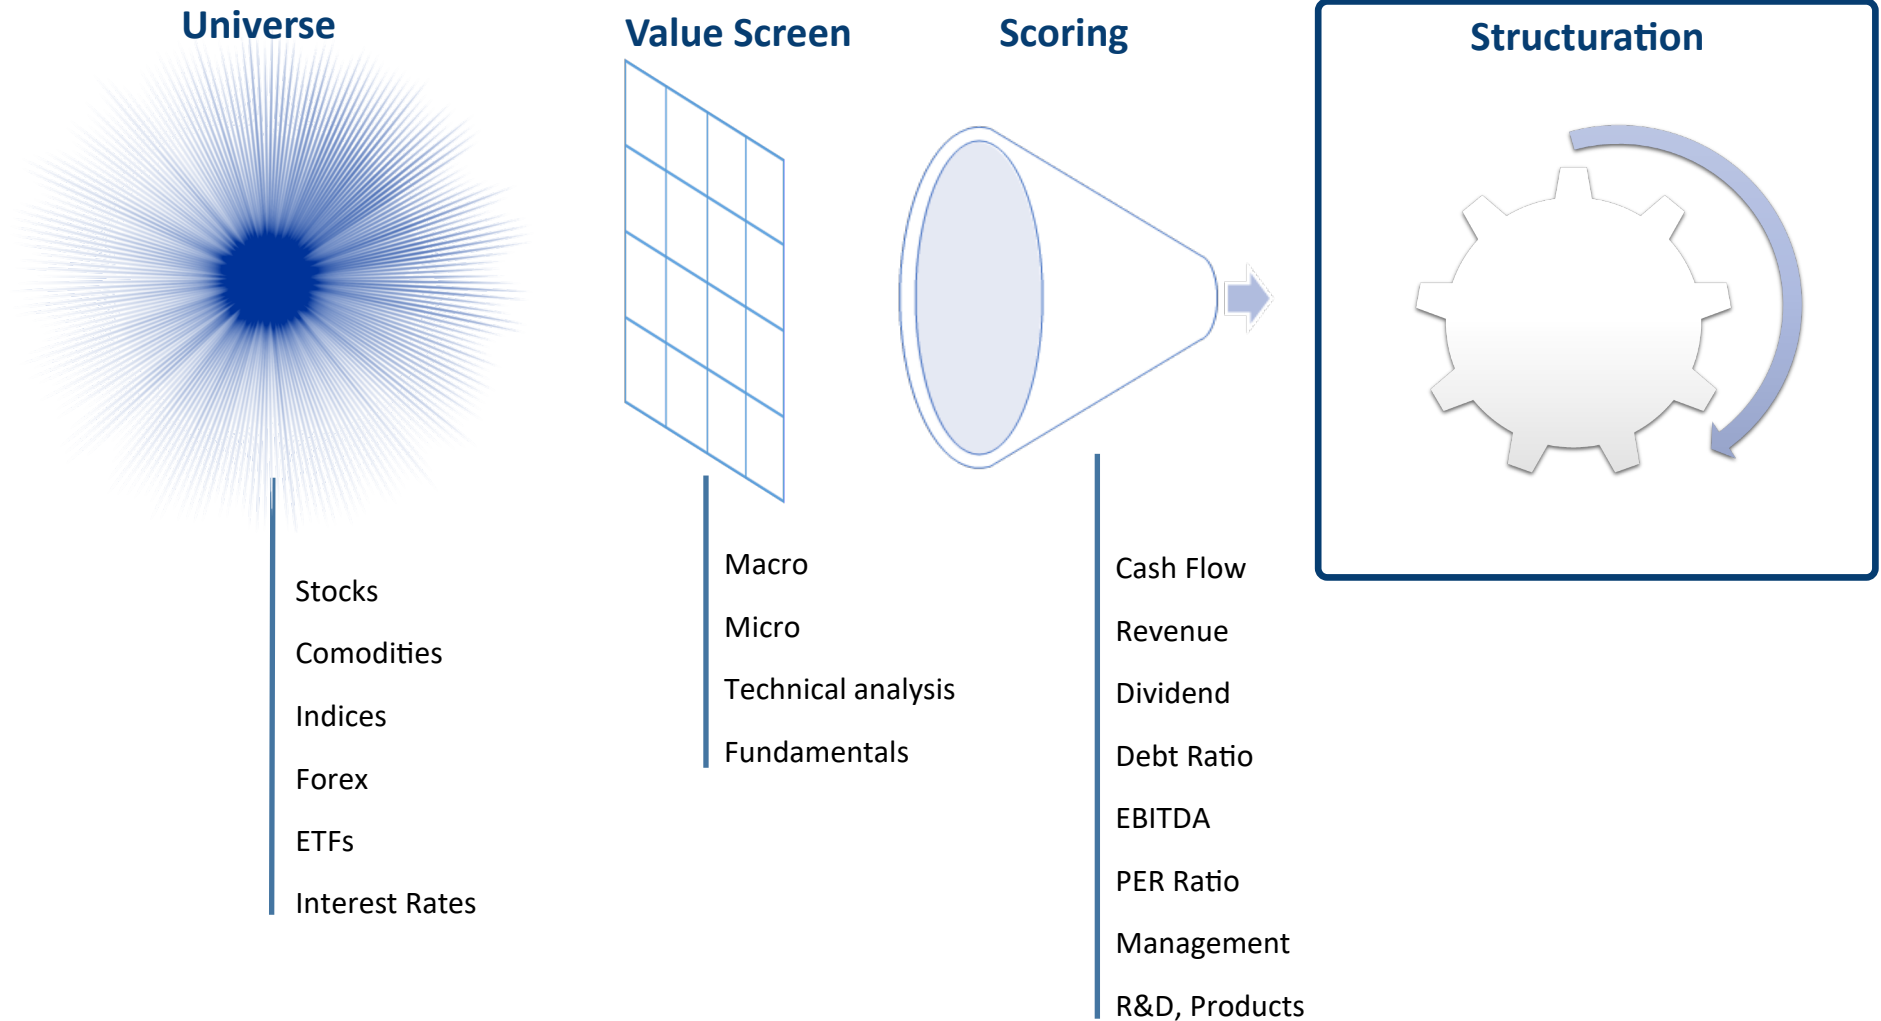 Universe
Value Screen
Scoring
Structuration
Stocks
Comodities
Indices
Forex
ETFs
Interest Rates
Macro
Micro
Technical analysis
Fundamentals
Cash Flow
Revenue
Dividend
Debt Ratio
EBITDA
PER Ratio
Management
R&D, Products